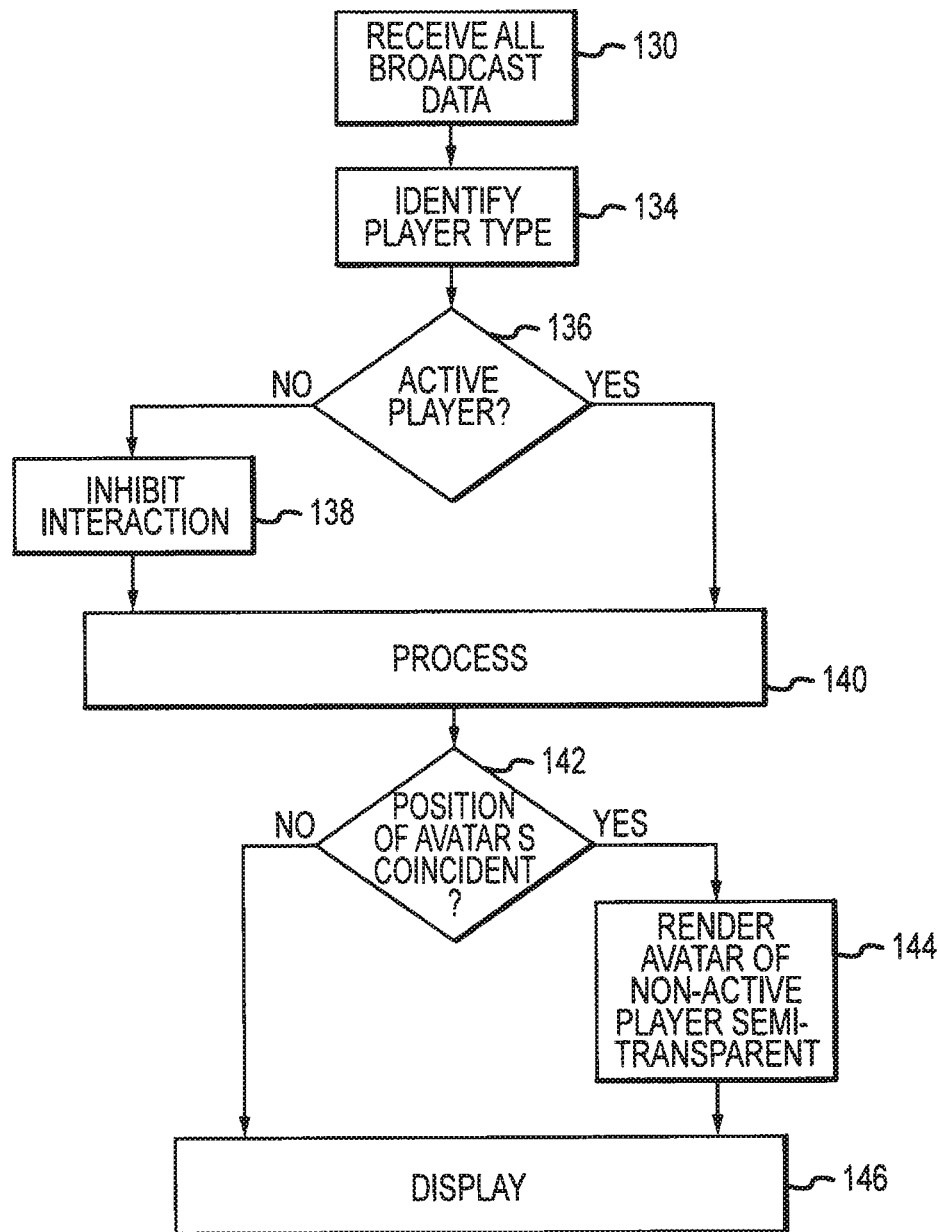 RECEIVE ALL
BROADCAST
DATA
130
IDENTIFY
PLAYER TYPE
134
136
NO
ACTIVE
PLAYER?
YES
INHIBIT
INTERACTION
138
PROCESS
140
142
NO
POSITION
OF AVATAR S
COINCIDENT
?
YES
RENDER
AVATAR OF
NON-ACTIVE
PLAYER SEMI-
TRANSPARENT
144
DISPLAY
146